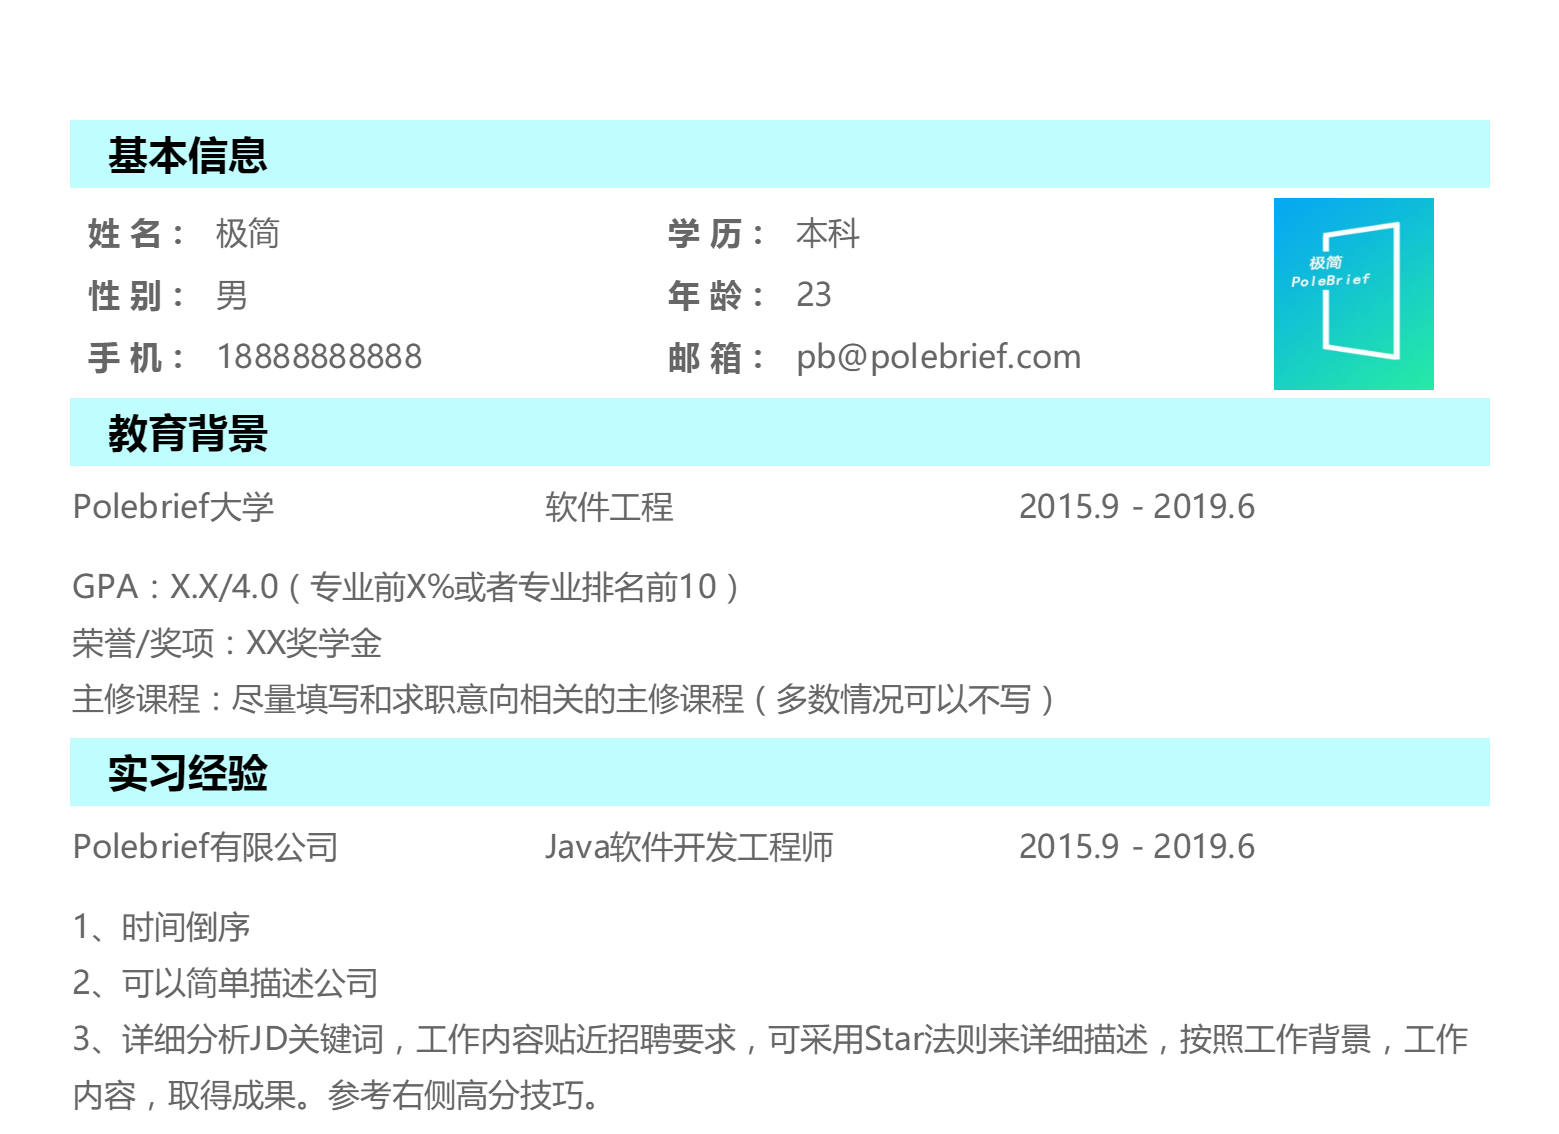 基本信息
姓 名： 极简 学 历： 本科
性 别： 男 年 龄： 23
手 机： 18888888888 邮 箱： pb@polebrief.com
极简
PoleBrief
教育背景
Polebrief大学 软件工程 2015.9 - 2019.6
GPA：X.X/4.0（专业前X%或者专业排名前10）
荣誉/奖项：XX奖学金
主修课程：尽量填写和求职意向相关的主修课程（多数情况可以不写）
实习经验
Polebrief有限公司 Java软件开发工程师 2015.9 - 2019.6
1、时间倒序
2、可以简单描述公司
3、详细分析JD关键词，工作内容贴近招聘要求，可采用Star法则来详细描述，按照工作背景，工作
内容，取得成果。参考右侧高分技巧。